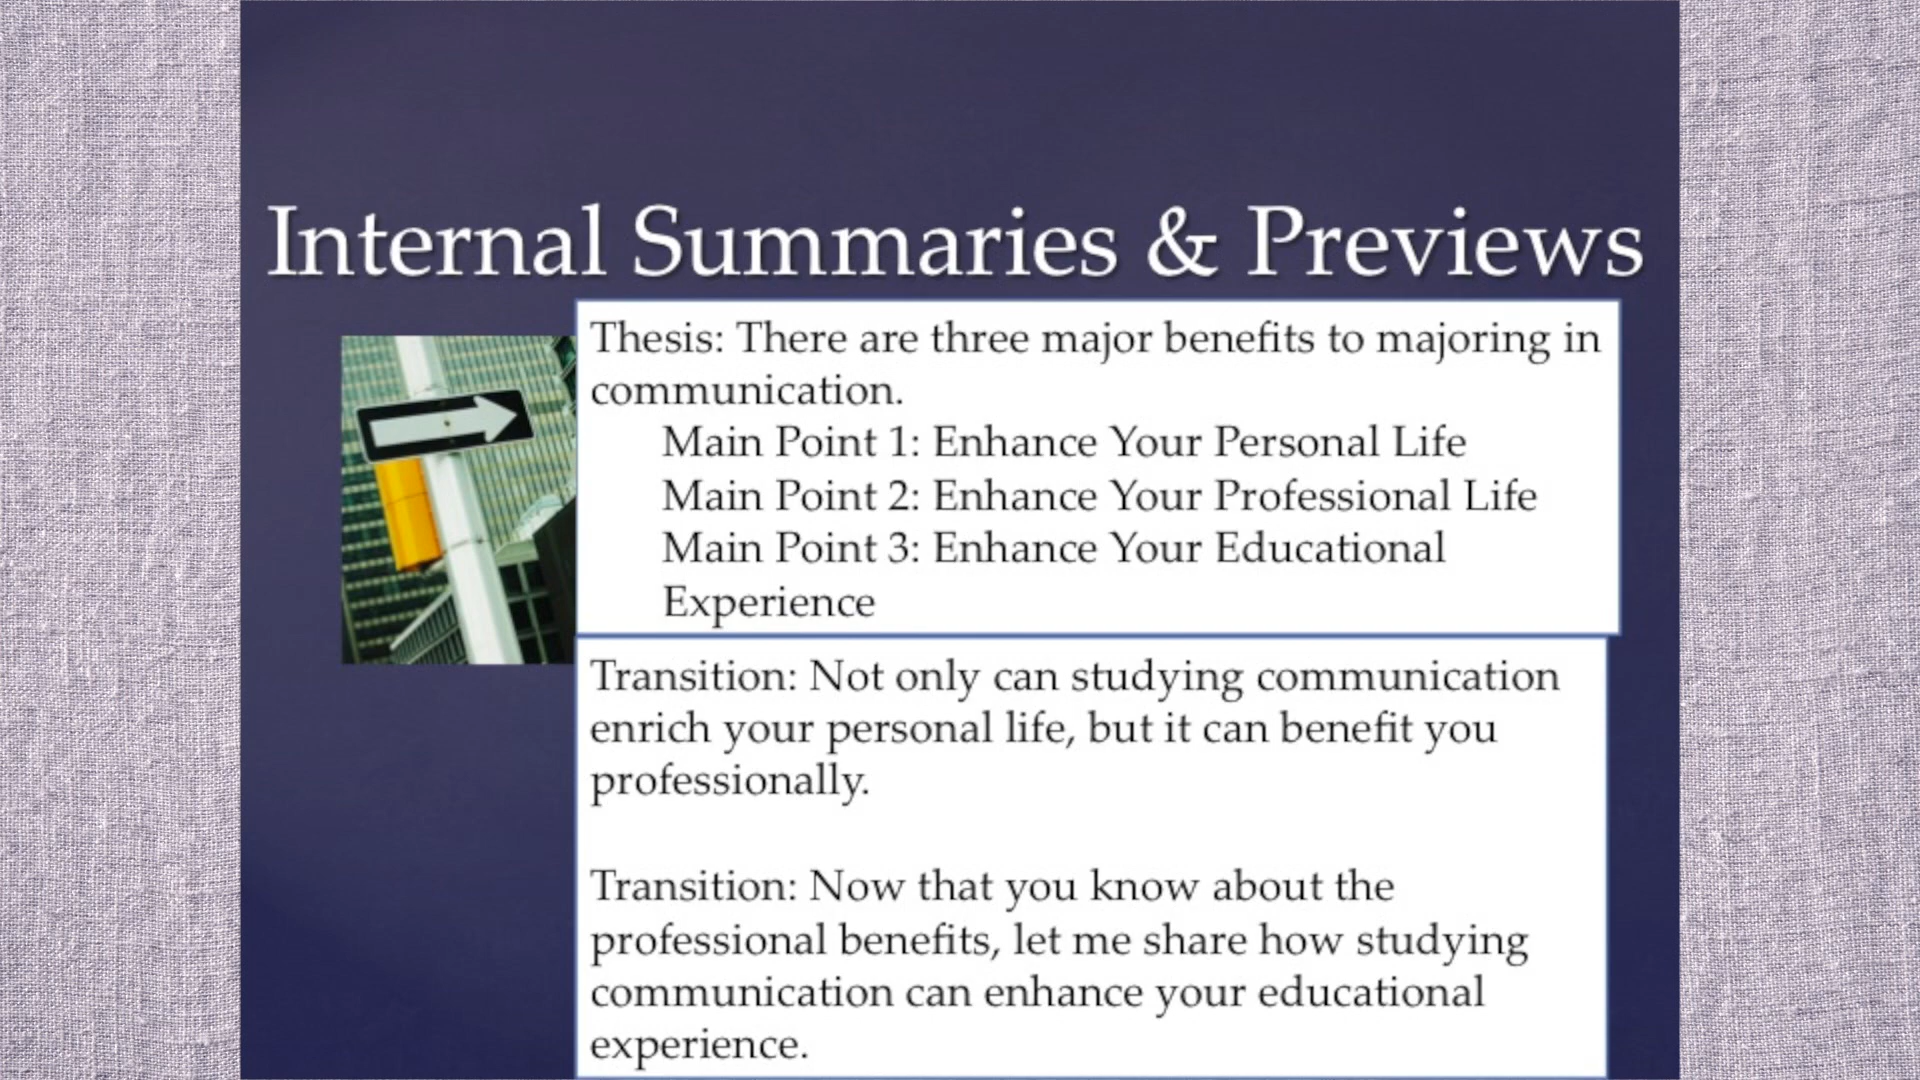 Internal Summaries & Previews
Thesis: There are three major benefits to majoring in
communication.
Main Point 1: Enhance Your Personal Life
Main Point 2: Enhance Your Professional Life
Main Point 3: Enhance Your Educational
Experience
Transition: Not only can studying communication
enrich your personal life, but it can benefit you
professionally.
Transition: Now that you know about the
professional benefits, let me share how studying
communication can enhance your educational
experience.